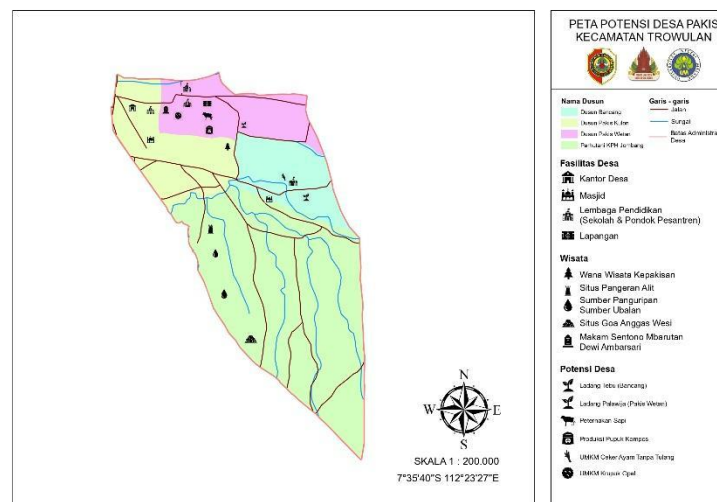 PETA POTENSI DESA PAKIS
KECAMATAN TROWULAN
Nama Dusun
Dusun Bancang
Dusun Pakis Kulon
Dusun Pakis Wetan
Perhutani KPH Jombang
Garis - garis
Jalan
Sungai
Batas Administrasi
Desa
Fasilitas Desa
Kantor Desa
Masjid
Lembaga Pendidikan
(Sekolah & Pondok Pesantren)
Lapangan
Wisata
Wana Wisata Kepakisan
Situs Pangeran Alit
Sumber Panguripan
Sumber Ubalan
Situs Goa Anggas Wesi
Makam Sentono Mbarutan
Dewi Ambarsari
Potensi Desa
Ladang Tebu (Bancang)
Ladang Palawija (Pakis Wetan)
Peternakan Sapi
Produksi Pupuk Kompos
UMKM Ceker Ayam Tanpa Tulang
UMKM Krupuk Opel
N
W
E
S
SKALA 1 : 200.000
7°35'40"S 112°23'27"E